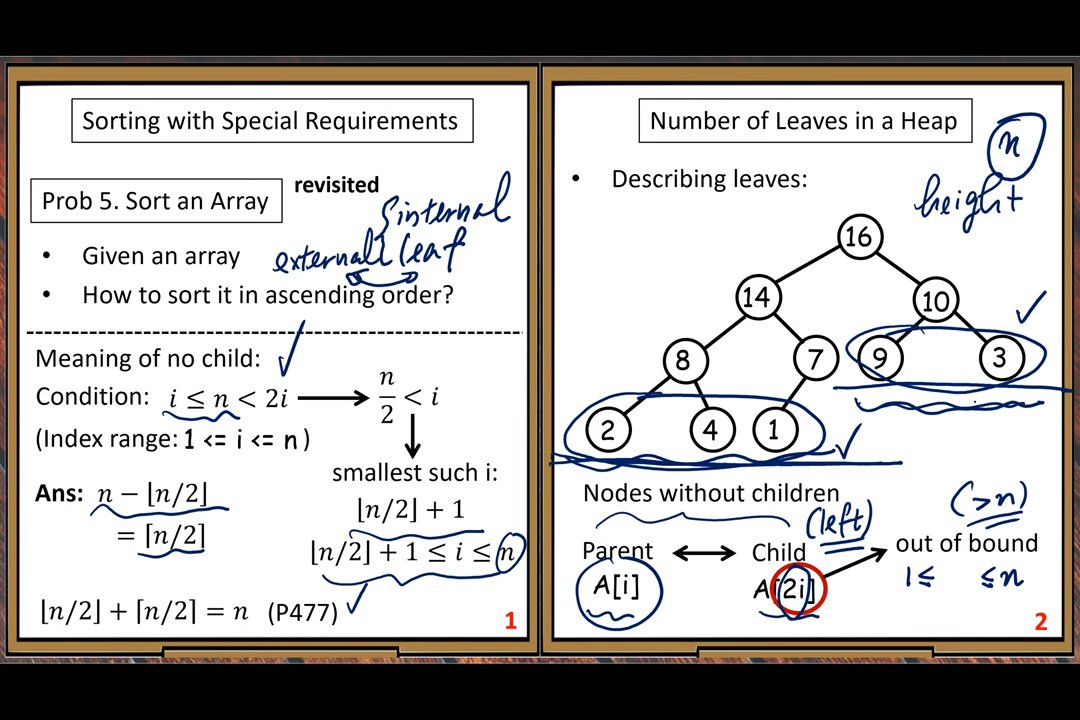 Sorting with Special Requirements
revisited
Prob 5. Sort an Array
internal
• Given an array
external leaf
• How to sort it in ascending order?
Meaning of no child:
Condition: i ≤ n < 2i ⟶ n/2 < i
(Index range: 1 <= i <= n)
smallest such i:
Ans: n − ⌊n/2⌋
⌊n/2⌋ + 1
= ⌈n/2⌉
⌊n/2⌋ + 1 ≤ i ≤ n
⌊n/2⌋ + ⌈n/2⌉ = n (P477)
1
Number of Leaves in a Heap
n
• Describing leaves:
height
16
14 10
8 7 9 3
2 4 1
Nodes without children
(left)
(>n)
Parent ⟷ Child
out of bound
A[i] A[2i]
1≤ ≤n
2